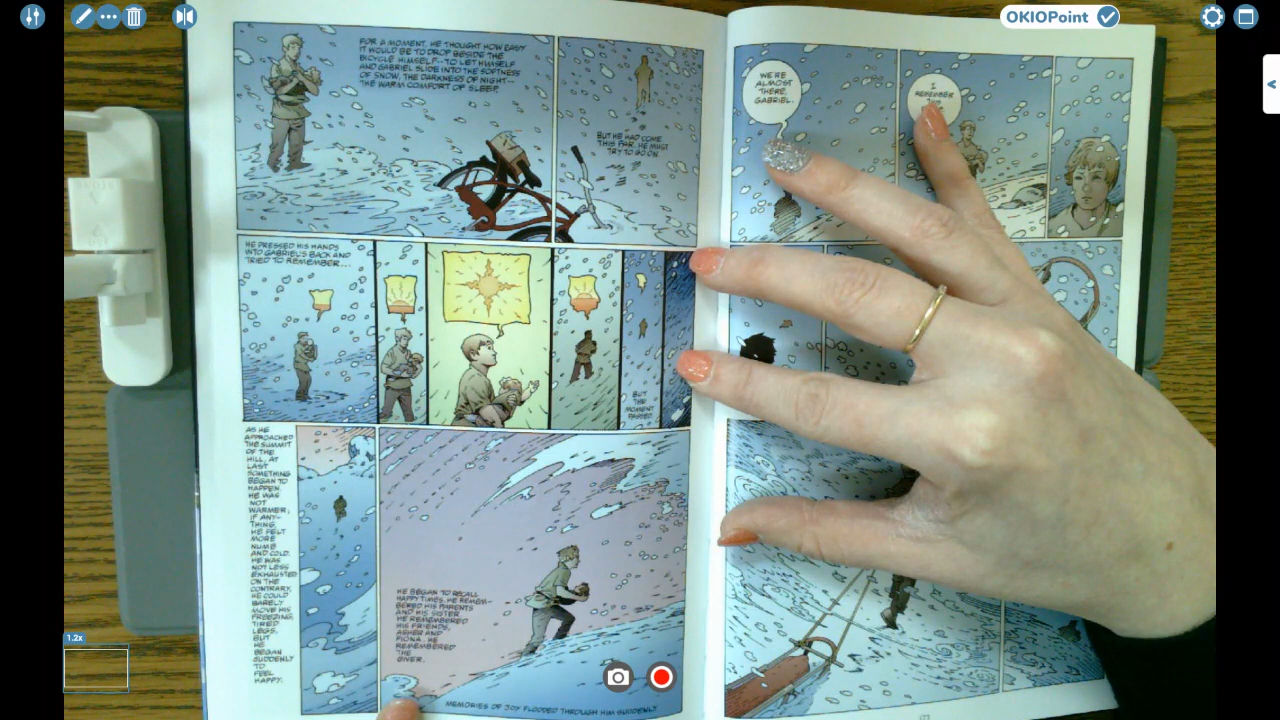 OKIOPoint
FOR A MOMENT, HE THOUGHT HOW EASY
IT WOULD BE TO DROP BESIDE THE
BICYCLE HIMSELF-- TO LET HIMSELF
AND GABRIEL SLIDE INTO THE SOFTNESS
OF SNOW, THE DARKNESS OF NIGHT,
THE WARM COMFORT OF SLEEP.
BUT HE HAD COME
THIS FAR. HE MUST
TRY TO GO ON.
HE PRESSED HIS HANDS
INTO GABRIEL'S BACK AND
TRIED TO REMEMBER...
BUT
THE
MOMENT
PASSED.
AS HE
APPROACHED
THE SUMMIT
OF THE
HILL, AT
LAST
SOMETHING
BEGAN TO
HAPPEN.
HE WAS
NOT
WARMER;
IF ANY-
THING,
HE FELT
MORE
NUMB
AND COLD.
HE WAS
NOT LESS
EXHAUSTED
ON THE
CONTRARY,
HE COULD
BARELY
MOVE HIS
FREEZING,
TIRED
LEGS.
BUT
HE
BEGAN
SUDDENLY
TO
FEEL
HAPPY.
HE BEGAN TO RECALL
HAPPY TIMES. HE REMEM-
BERED HIS PARENTS
AND HIS SISTER.
HE REMEMBERED
HIS FRIENDS,
ASHER AND
FIONA. HE
REMEMBERED
THE
GIVER.
MEMORIES OF JOY FLOODED THROUGH HIM SUDDENLY.
WE'RE
ALMOST
THERE,
GABRIEL.
I
REMEMBER
1.2x